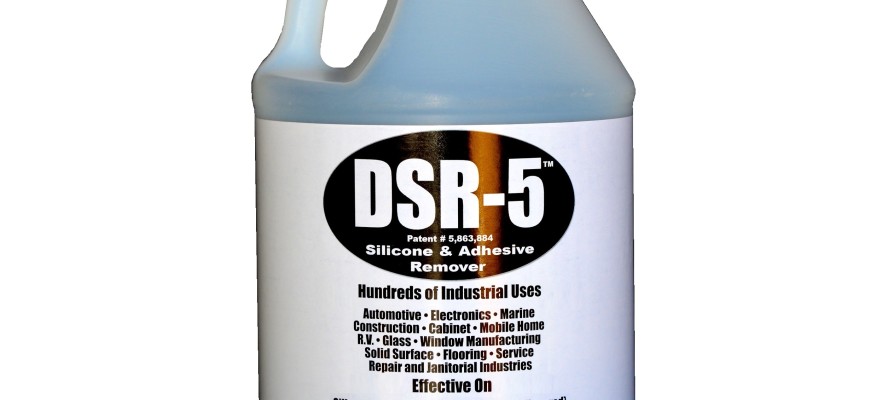 DSR-5™
Patent # 5,863,884
Silicone & Adhesive
Remover
Hundreds of Industrial Uses
Automotive • Electronics • Marine
Construction • Cabinet • Mobile Home
R.V. • Glass • Window Manufacturing
Solid Surface • Flooring • Service
Repair and Janitorial Industries
Effective On